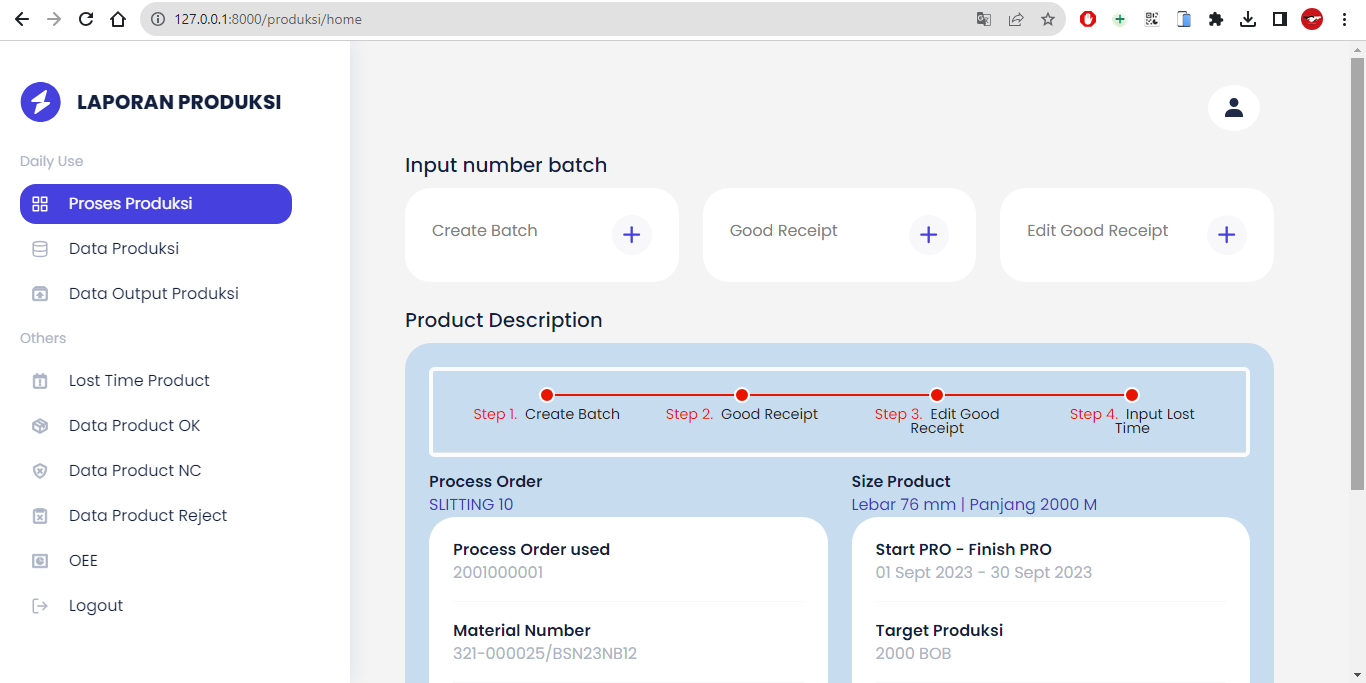 127.0.0.1:8000/produksi/home
LAPORAN PRODUKSI
Daily Use
Proses Produksi
Data Produksi
Data Output Produksi
Others
Lost Time Product
Data Product OK
Data Product NC
Data Product Reject
OEE
Logout
Input number batch
Create Batch
Good Receipt
Edit Good Receipt
Product Description
Step 1. Create Batch
Step 2. Good Receipt
Step 3. Edit Good
Receipt
Step 4. Input Lost
Time
Process Order
SLITTING 10
Process Order used
2001000001
Material Number
321-000025/BSN23NB12
Size Product
Lebar 76 mm | Panjang 2000 M
Start PRO - Finish PRO
01 Sept 2023 - 30 Sept 2023
Target Produksi
2000 BOB